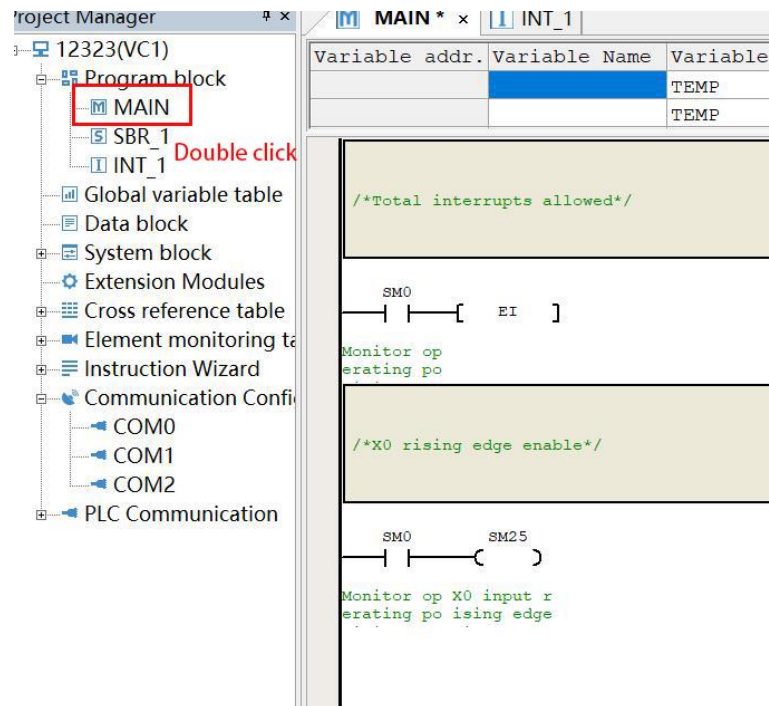 Project Manager
MAIN * × INT_1
12323(VC1)
Program block
MAIN
SBR_1
INT_1
Double click
Global variable table
Data block
System block
Extension Modules
Cross reference table
Element monitoring ta
Instruction Wizard
Communication Confi
COM0
COM1
COM2
PLC Communication
Variable addr. Variable Name Variable
TEMP
TEMP
/*Total interrupts allowed*/
SM0
EI
Monitor op
erating po
/*X0 rising edge enable*/
SM0 SM25
Monitor op X0 input r
erating po ising edge